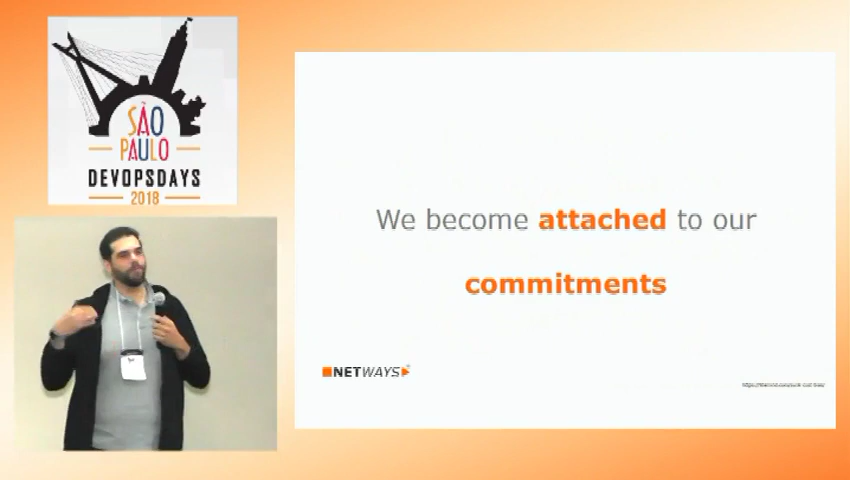 SÃO
PAULO
DEVOPSDAYS
2018
We become attached to our
commitments
NETWAYS